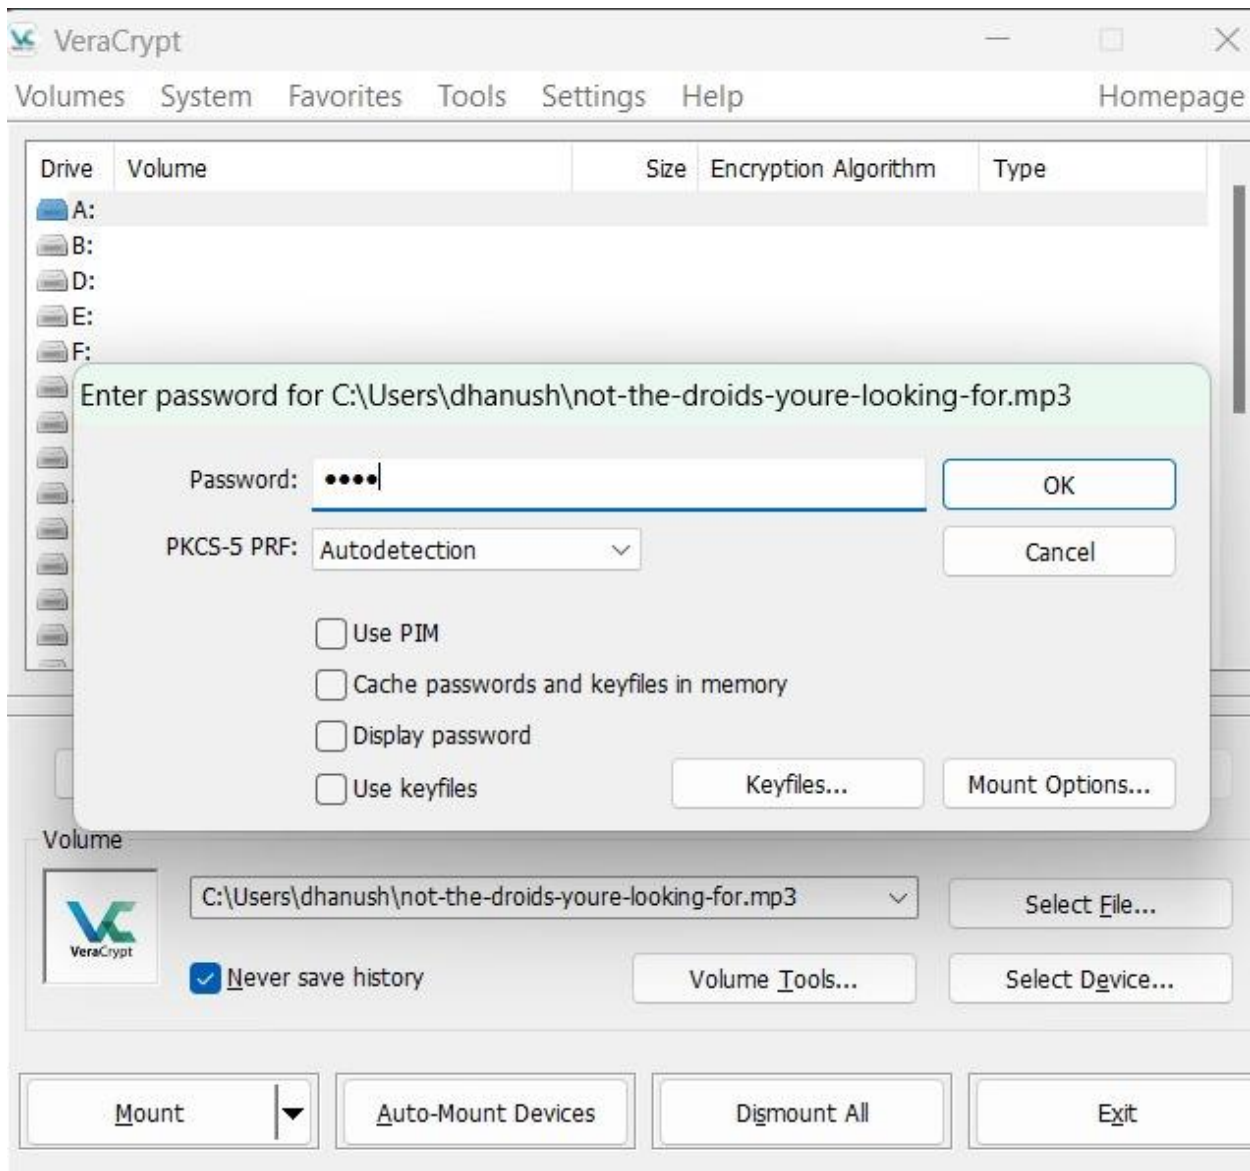 VeraCrypt
Volumes System Favorites Tools Settings Help Homepage
Drive Volume Size Encryption Algorithm Type
A:
B:
D:
E:
F:
Enter password for C:\Users\dhanush\not-the-droids-youre-looking-for.mp3
Password: ●●●● OK
PKCS-5 PRF: Autodetection Cancel
Use PIM
Cache passwords and keyfiles in memory
Display password
Use keyfiles Keyfiles... Mount Options...
Volume
VeraCrypt
C:\Users\dhanush\not-the-droids-youre-looking-for.mp3 Select File...
Never save history Volume Tools... Select Device...
Mount Auto-Mount Devices Dismount All Exit